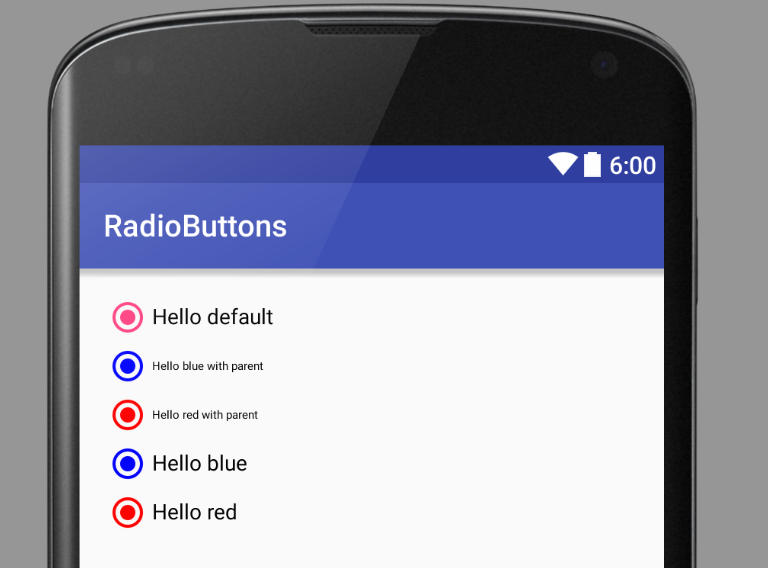 6:00
RadioButtons
Hello default
Hello blue with parent
Hello red with parent
Hello blue
Hello red